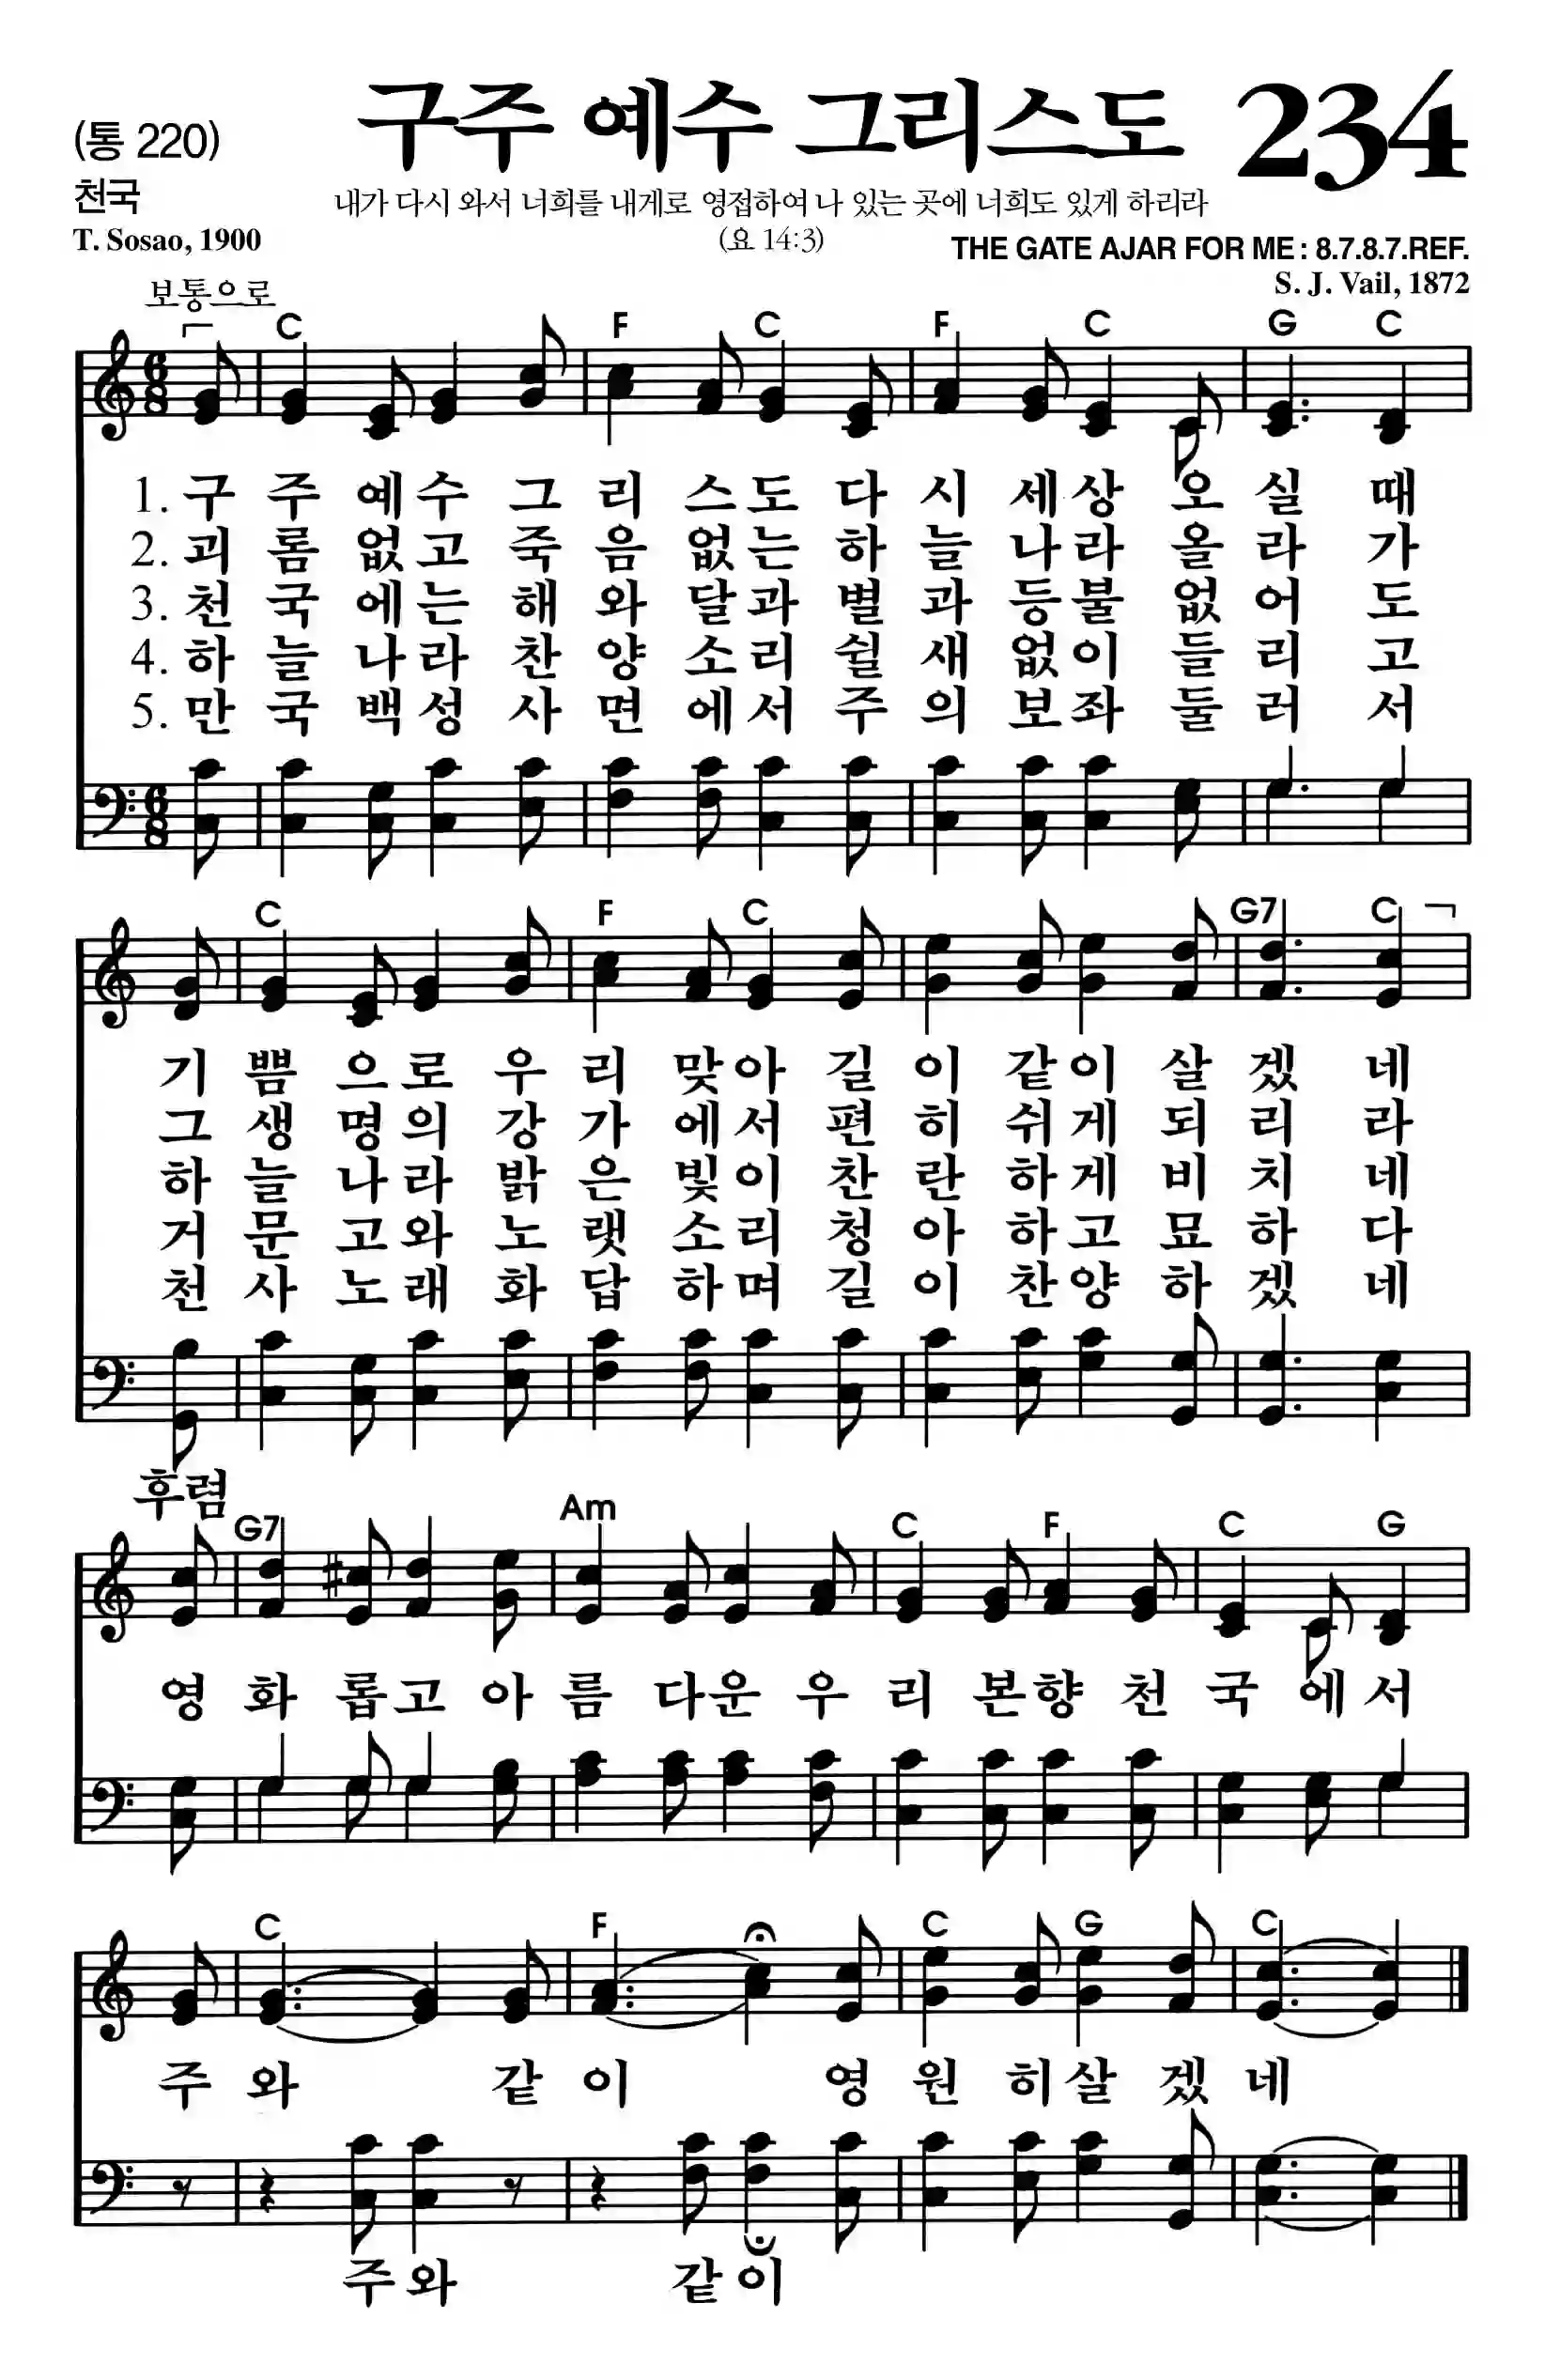 (통 220)
구주 예수 그리스도 234
천국
내가 다시 와서 너희를 내게로 영접하여 나 있는 곳에 너희도 있게 하리라
T. Sosao, 1900
(요 14:3)
THE GATE AJAR FOR ME : 8.7.8.7.REF.
S. J. Vail, 1872
보통으로
C F C F C G C
1. 구 주 예수 그 리 스도 다 시 세상 오 실 때
2. 괴 롬 없고 죽 음 없는 하 늘 나라 올 라 가
3. 천 국 에는 해 와 달과 별 과 등불 없 어 도
4. 하 늘 나라 찬 양 소리 쉴 새 없이 들 리 고
5. 만 국 백성 사 면 에서 주 의 보좌 둘 러 서
C F C G7 C
기 쁨 으로 우 리 맞아 길 이 같이 살 겠 네
그 생 명의 강 가 에서 편 히 쉬게 되 리 라
하 늘 나라 밝 은 빛이 찬 란 하게 비 치 네
거 문 고와 노 랫 소리 청 아 하고 묘 하 다
천 사 노래 화 답 하며 길 이 찬양 하 겠 네
후렴
G7 Am C F C G
영 화 롭고 아 름 다운 우 리 본향 천 국 에서
C F C G C
주 와 같 이 영 원 히살 겠 네
주와 같이